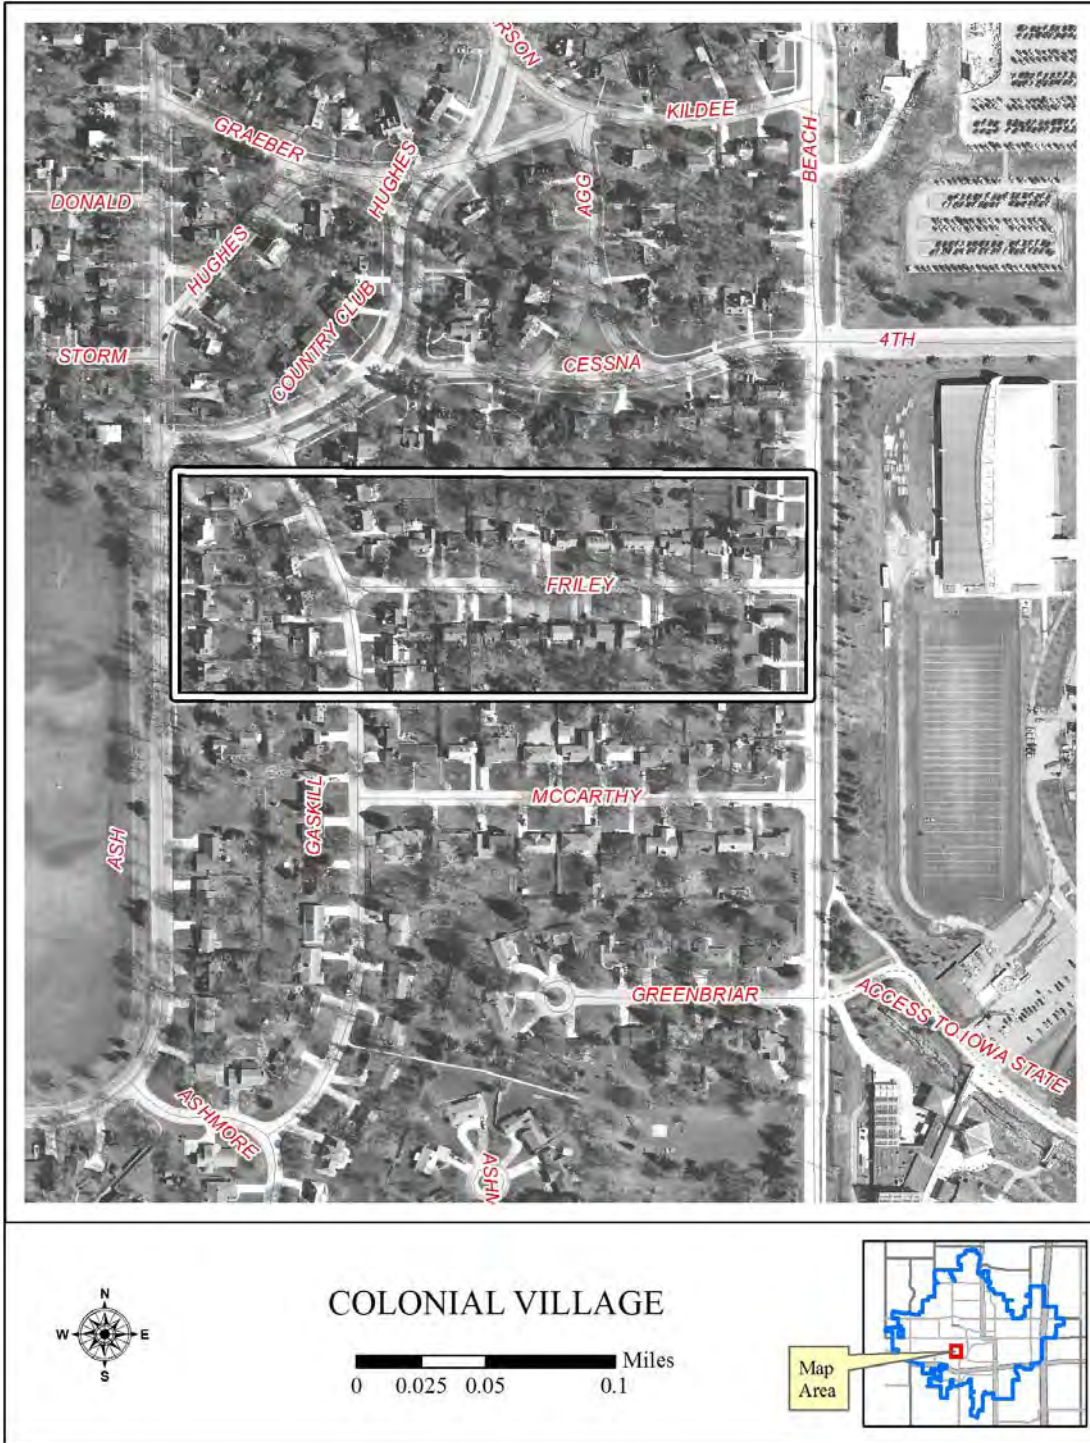 RSON
KILDEE
GRAEBER
BEACH
HUGHES
AGG
DONALD
HUGHES
COUNTRY CLUB
STORM
4TH
CESSNA
FRILEY
GASKILL
MCCARTHY
ASH
GREENBRIAR
ACCESS TO IOWA STATE
ASHMORE
ASHM
N
W E
S
COLONIAL VILLAGE
Miles
0 0.025 0.05 0.1
Map
Area